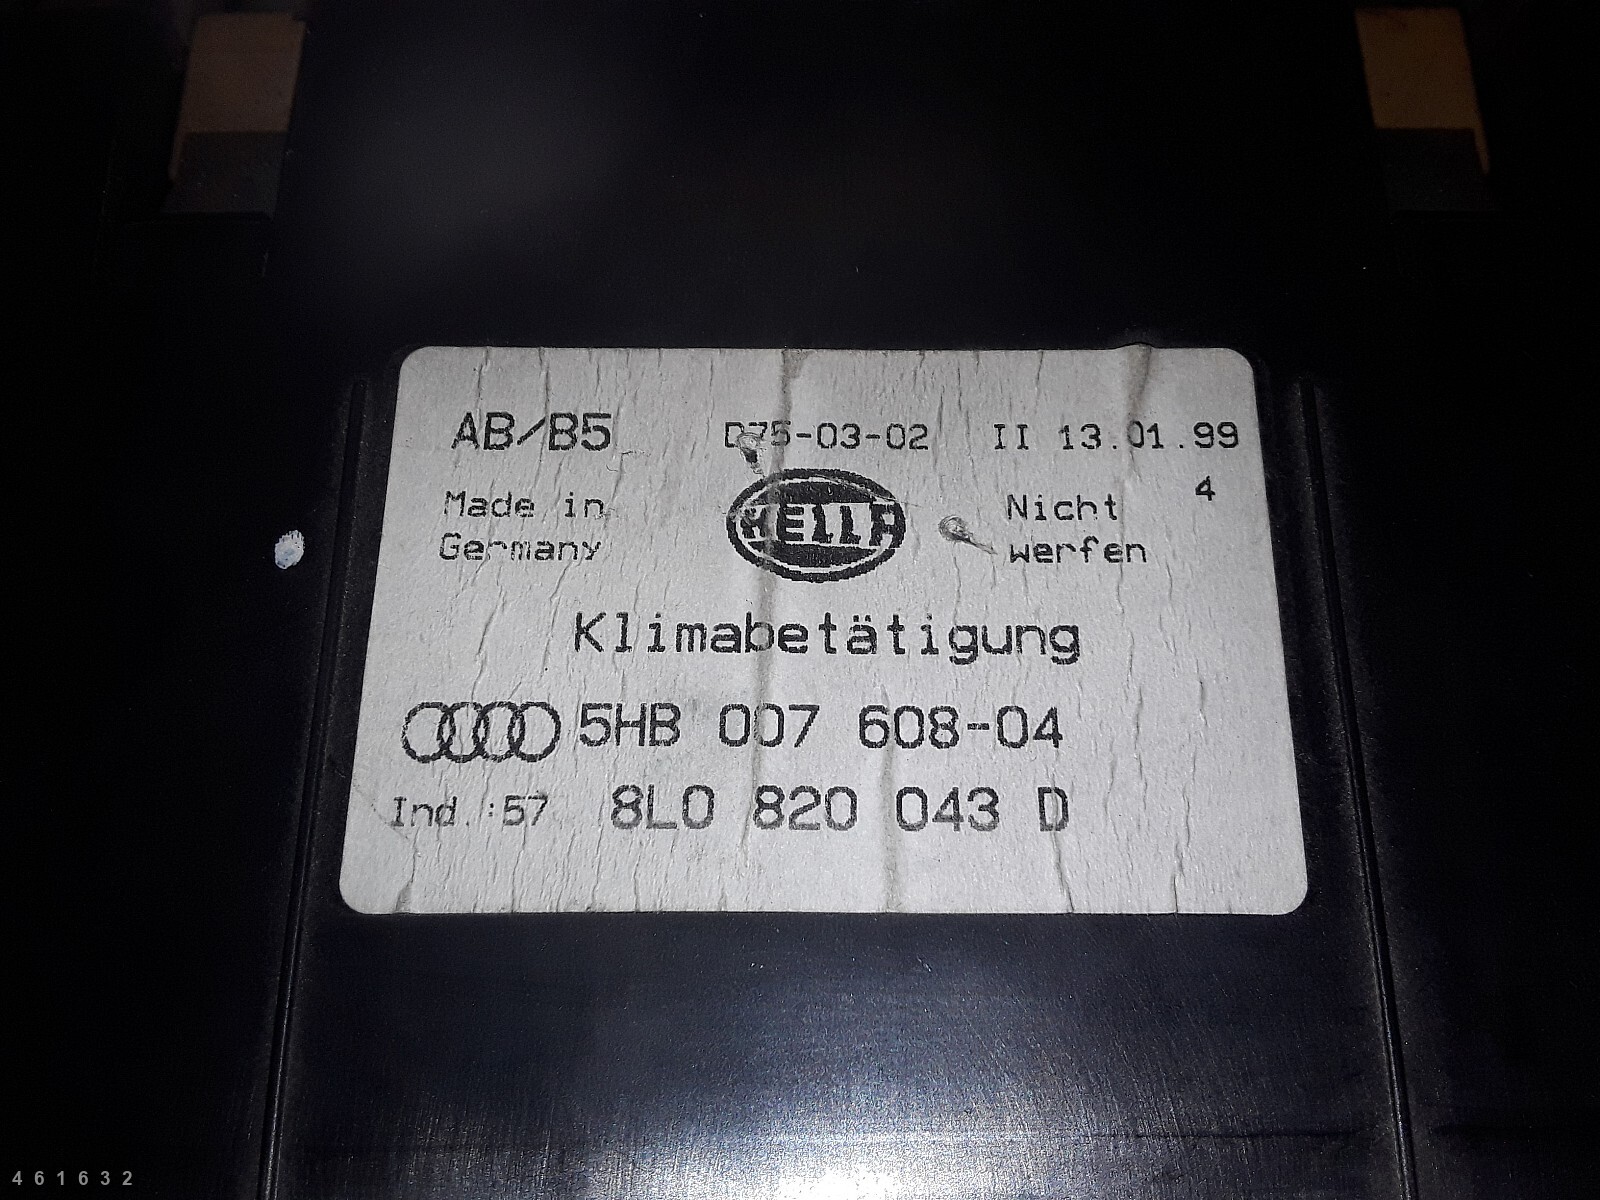 AB/B5 D75-03-02 II 13.01.99
4
Made in
Germany
HELLA
Nicht
werfen
Klimabetätigung
5HB 007 608-04
Ind.:57 8L0 820 043 D
461632